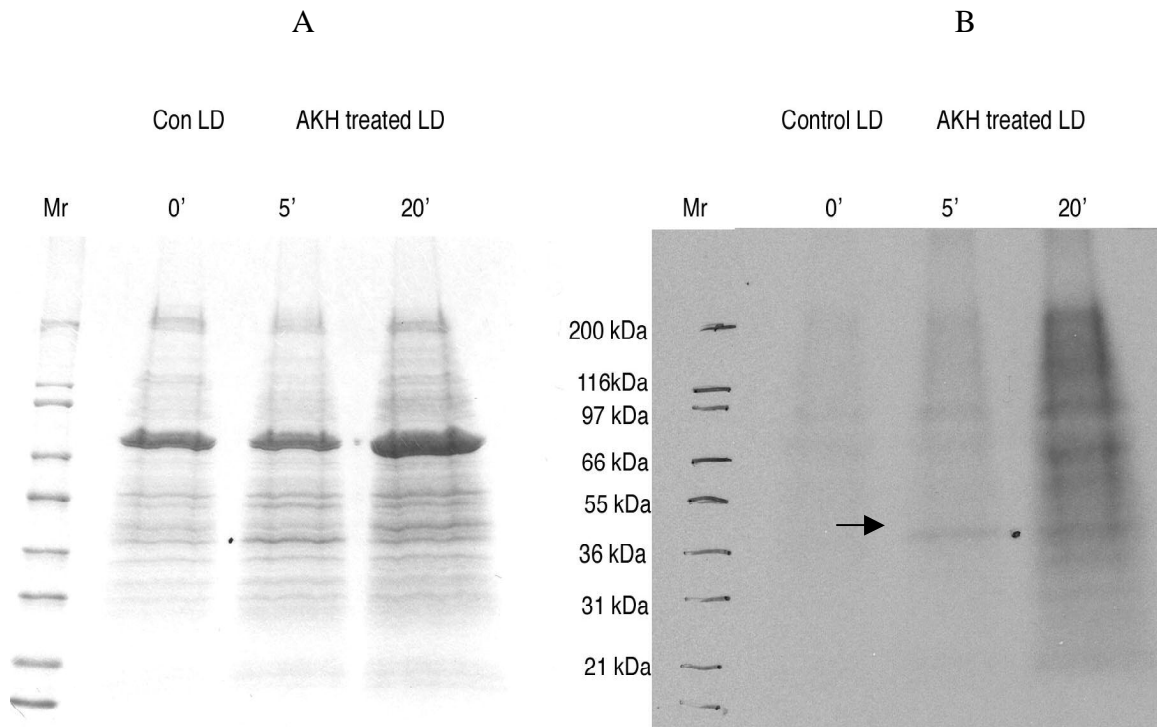 A
B
Con LD
AKH treated LD
Control LD
AKH treated LD
Mr
0’
5’
20’
Mr
0’
5’
20’
200 kDa
116kDa
97 kDa
66 kDa
55 kDa
36 kDa
31 kDa
21 kDa